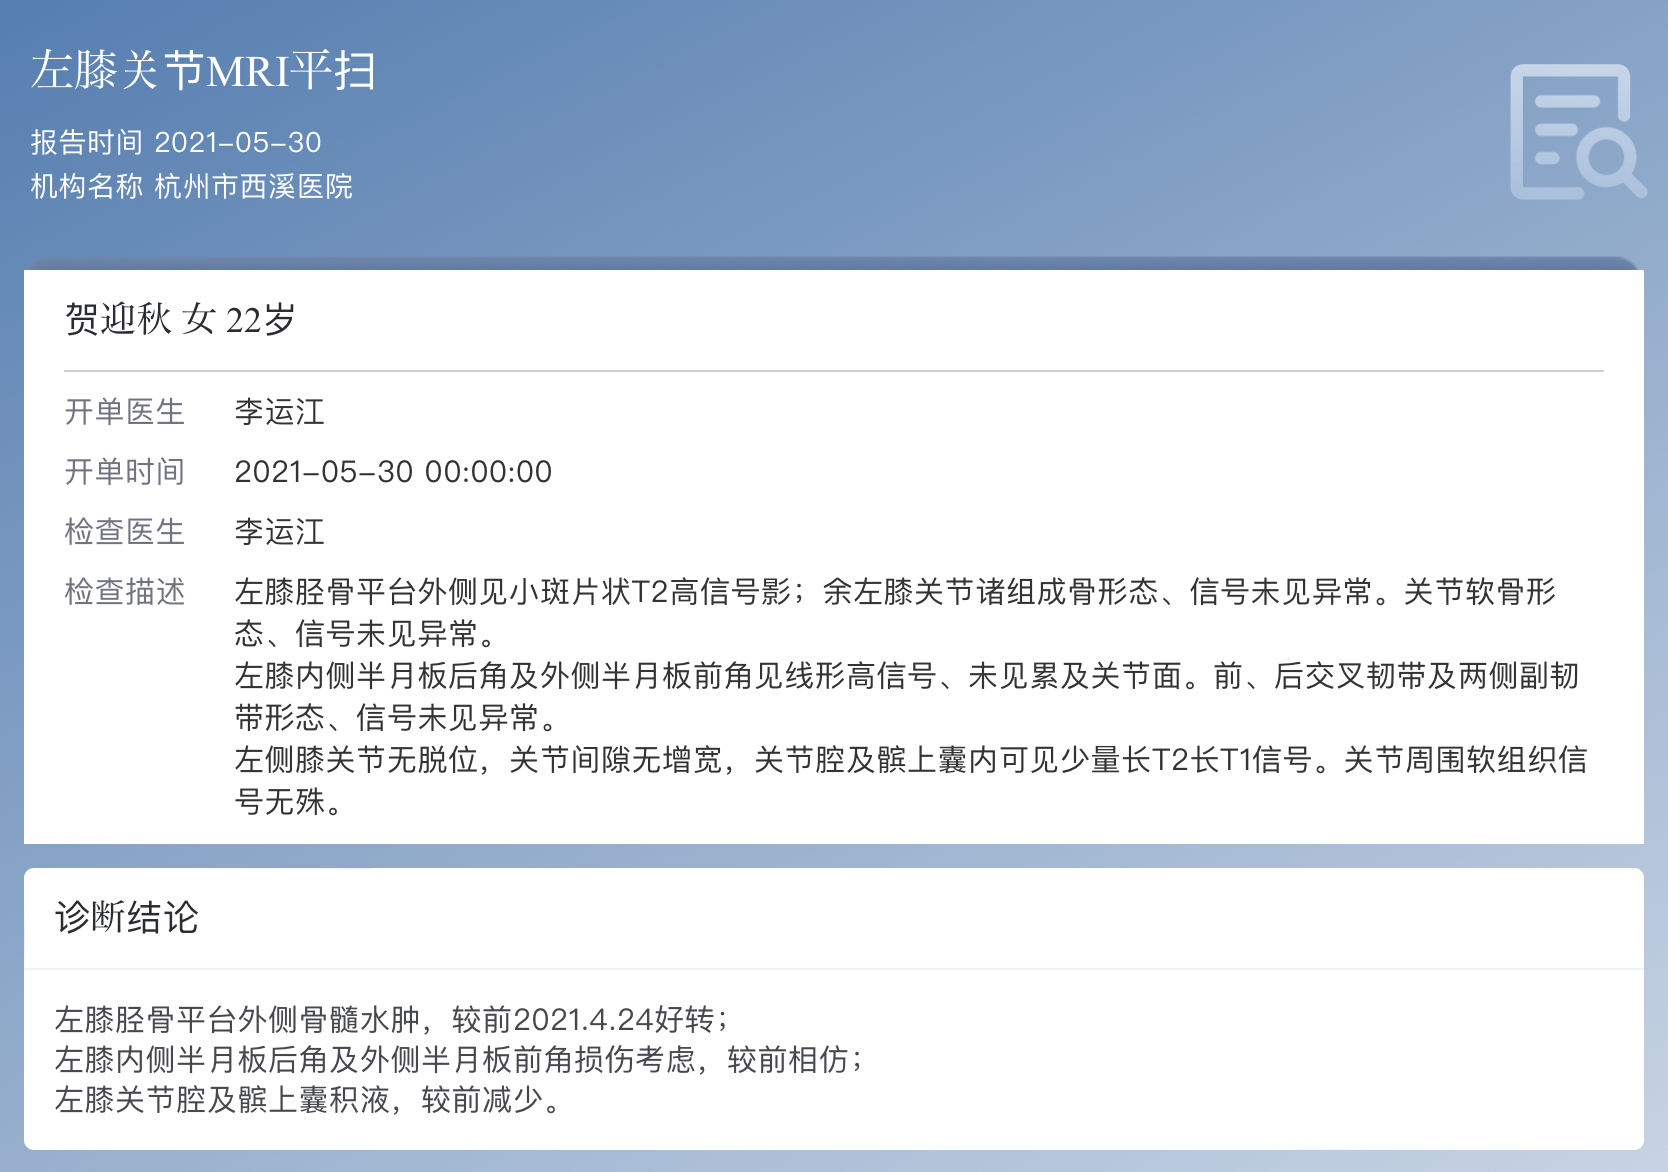 左膝关节MRI平扫
报告时间 2021-05-30
机构名称 杭州市西溪医院
贺迎秋 女 22岁
开单医生 李运江
开单时间 2021-05-30 00:00:00
检查医生 李运江
检查描述 左膝胫骨平台外侧见小斑片状T2高信号影；余左膝关节诸组成骨形态、信号未见异常。关节软骨形
态、信号未见异常。
左膝内侧半月板后角及外侧半月板前角见线形高信号、未见累及关节面。前、后交叉韧带及两侧副韧
带形态、信号未见异常。
左侧膝关节无脱位，关节间隙无增宽，关节腔及髌上囊内可见少量长T2长T1信号。关节周围软组织信
号无殊。
诊断结论
左膝胫骨平台外侧骨髓水肿，较前2021.4.24好转；
左膝内侧半月板后角及外侧半月板前角损伤考虑，较前相仿；
左膝关节腔及髌上囊积液，较前减少。